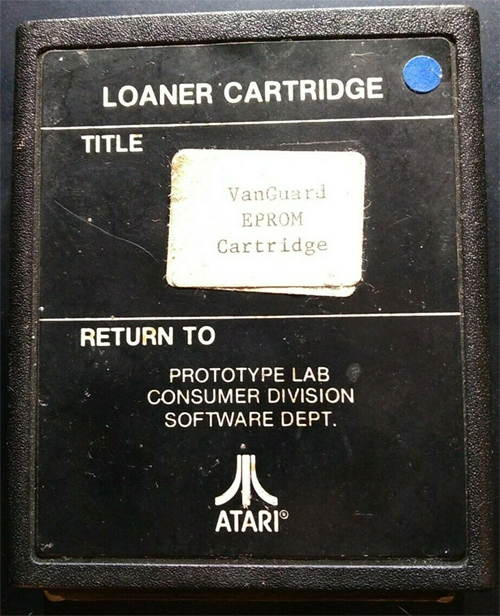 LOANER CARTRIDGE
TITLE
VanGuard
EPROM
Cartridge
RETURN TO
PROTOTYPE LAB
CONSUMER DIVISION
SOFTWARE DEPT.
ATARI®